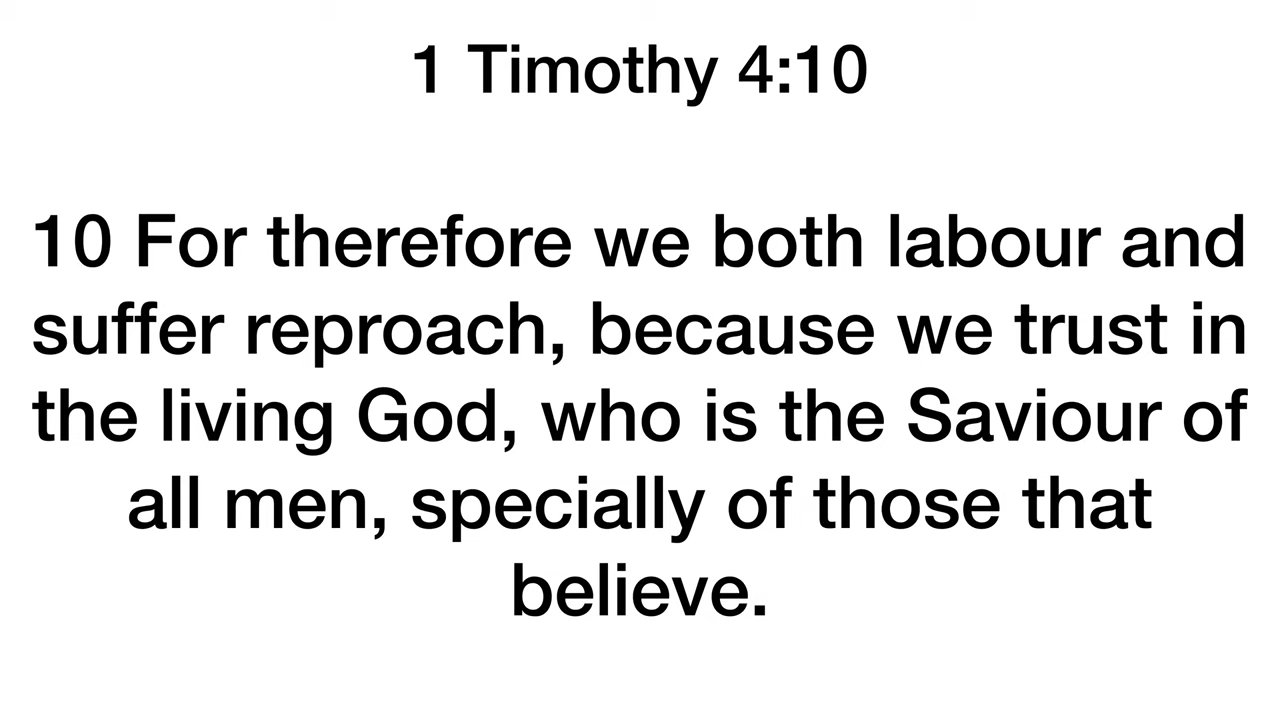 1 Timothy 4:10
10 For therefore we both labour and
suffer reproach, because we trust in
the living God, who is the Saviour of
all men, specially of those that
believe.